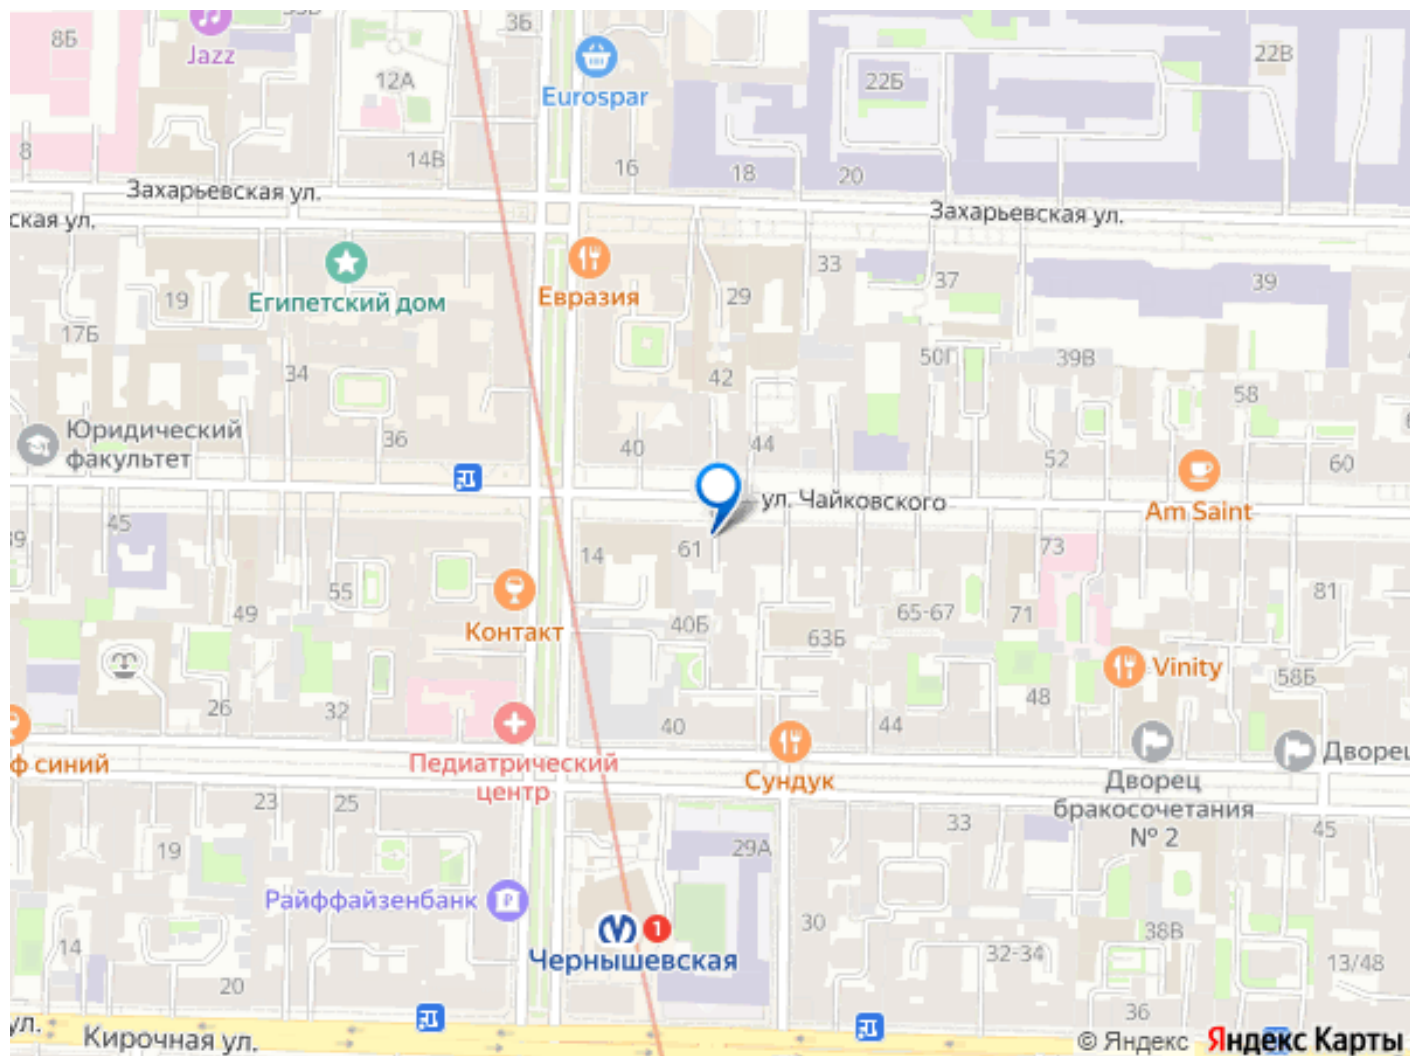 3Б
8Б
Jazz
22В
12А
Eurospar
22Б
8
14В
16
18
20
Захарьевская ул.
ская ул.
Захарьевская ул.
33
37
39
19
Египетский дом
Евразия
29
17Б
50Г
39В
34
42
58
Юридический
факультет
36
40
44
52
60
ул. Чайковского
Am Saint
45
14
61
73
55
49
Контакт
40Б
63Б
65-67
71
81
Vinity
58Б
26
32
40
44
48
ф синий
Педиатрический
центр
Сундук
Дворец
бракосочетания
№ 2
Дворец
23
25
33
45
19
29А
Райффайзенбанк
1
Чернышевская
30
38В
14
32-34
13/48
20
36
ул.
Кирочная ул.
© Яндекс Яндекс Карты